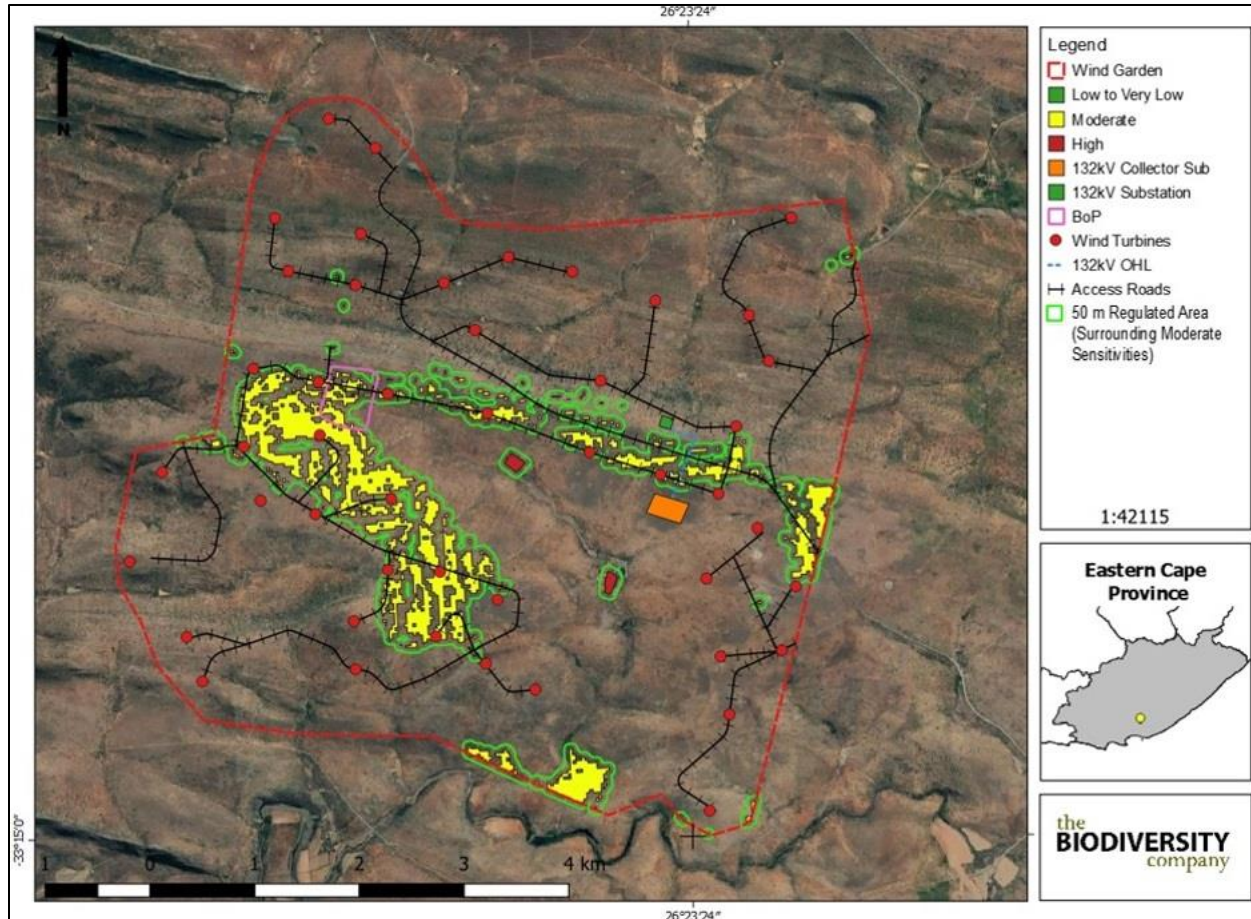 26°23'24"
N
Legend
Wind Garden
Low to Very Low
Moderate
High
132kV Collector Sub
132kV Substation
BoP
Wind Turbines
132kV OHL
Access Roads
50 m Regulated Area
(Surrounding Moderate
Sensitivities)
1:42115
Eastern Cape
Province
the
BIODIVERSITY
company
-33°15'0"
1 0 1 2 3 4 km
26°23'24"